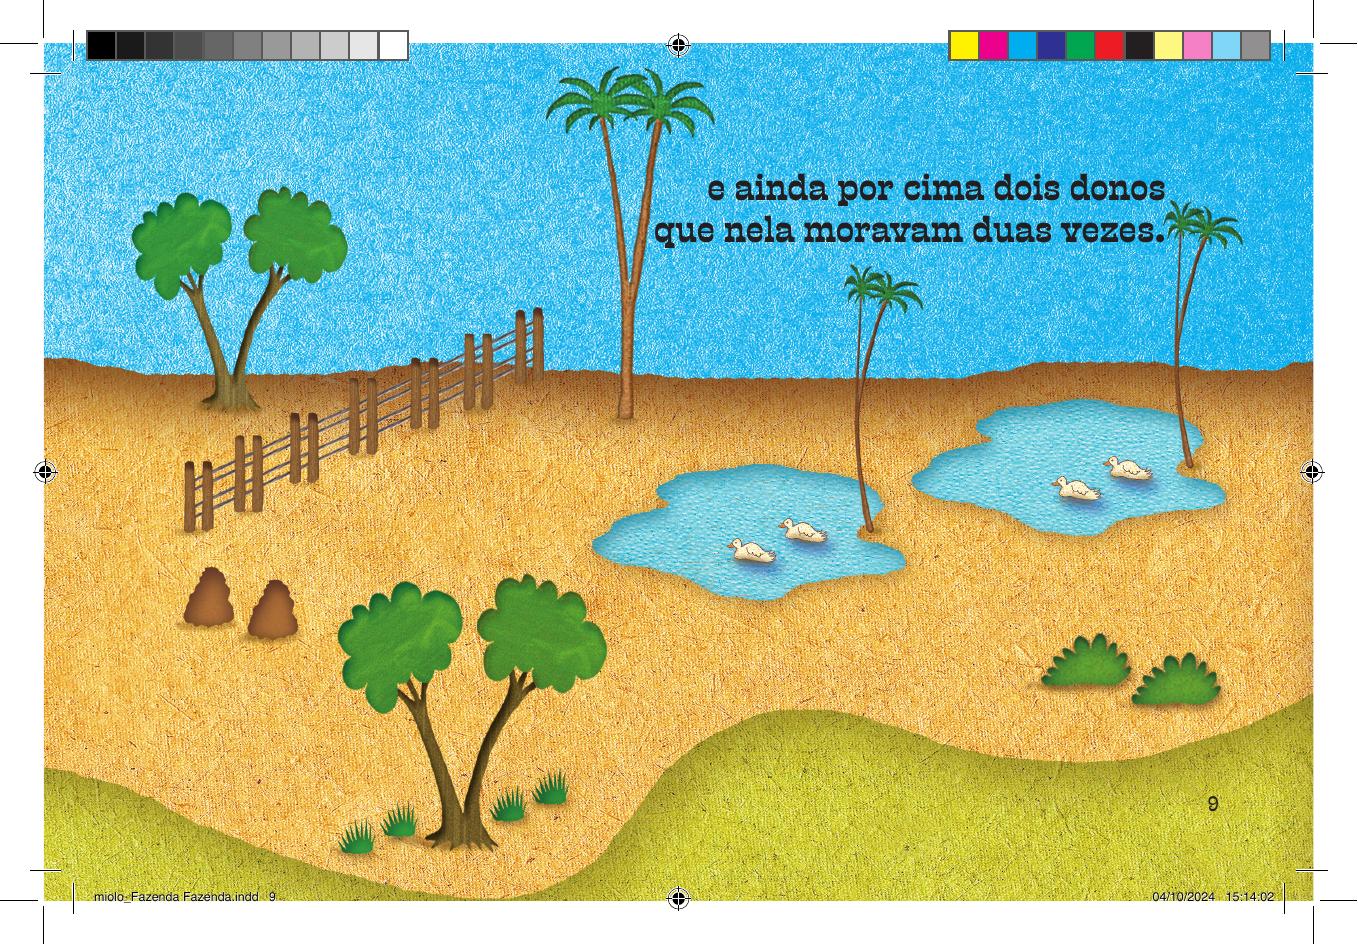 e ainda por cima dois donos
que nela moravam duas vezes.
9
miolo_Fazenda Fazenda.indd   9
04/10/2024   15:14:02